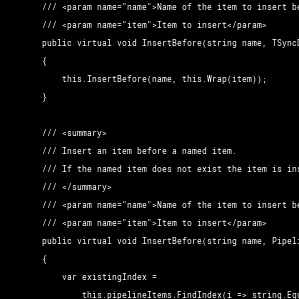 /// <param name="name">Name of the item to insert be
/// <param name="item">Item to insert</param>
public virtual void InsertBefore(string name, TSync
{
this.InsertBefore(name, this.Wrap(item));
}
/// <summary>
/// Insert an item before a named item.
/// If the named item does not exist the item is ins
/// </summary>
/// <param name="name">Name of the item to insert be
/// <param name="item">Item to insert</param>
public virtual void InsertBefore(string name, Pipeli
{
var existingIndex =
this.pipelineItems.FindIndex(i => string.Equ